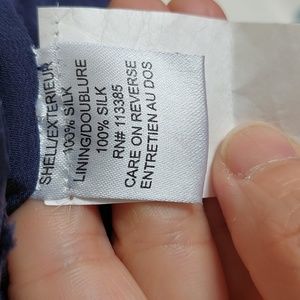 SHELL/EXTERIEUR
100% SILK
LINING/DOUBLURE
100% SILK
RN# 113385
CARE ON REVERSE
ENTRETIEN AU DOS